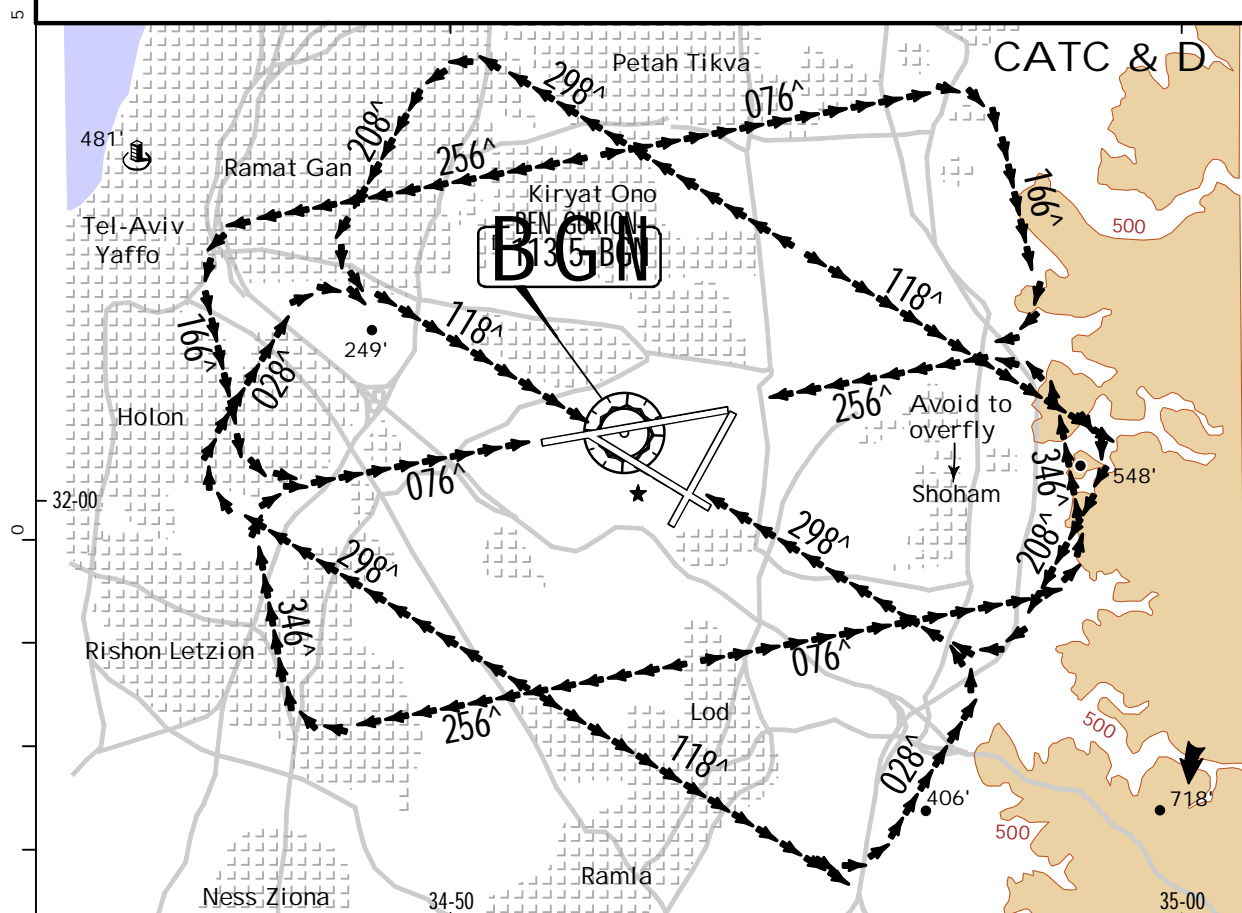 5
CATC & D
Petah Tikva
298^
076^
481'
208^
Ramat Gan
256^
Kiryat Ono
166^
500
Tel-Aviv
Yaffo
BEN GURION
113.5 BGN
BGN
118^
118^
166^
249'
028^
256^
Avoid to
overfly
Holon
Shoham
548'
346^
076^
32-00
0
298^
208^
298^
346^
Rishon Letzion
076^
256^
Lod
500
118^
028^
406'
718'
500
Ramla
Ness Ziona
34-50
35-00